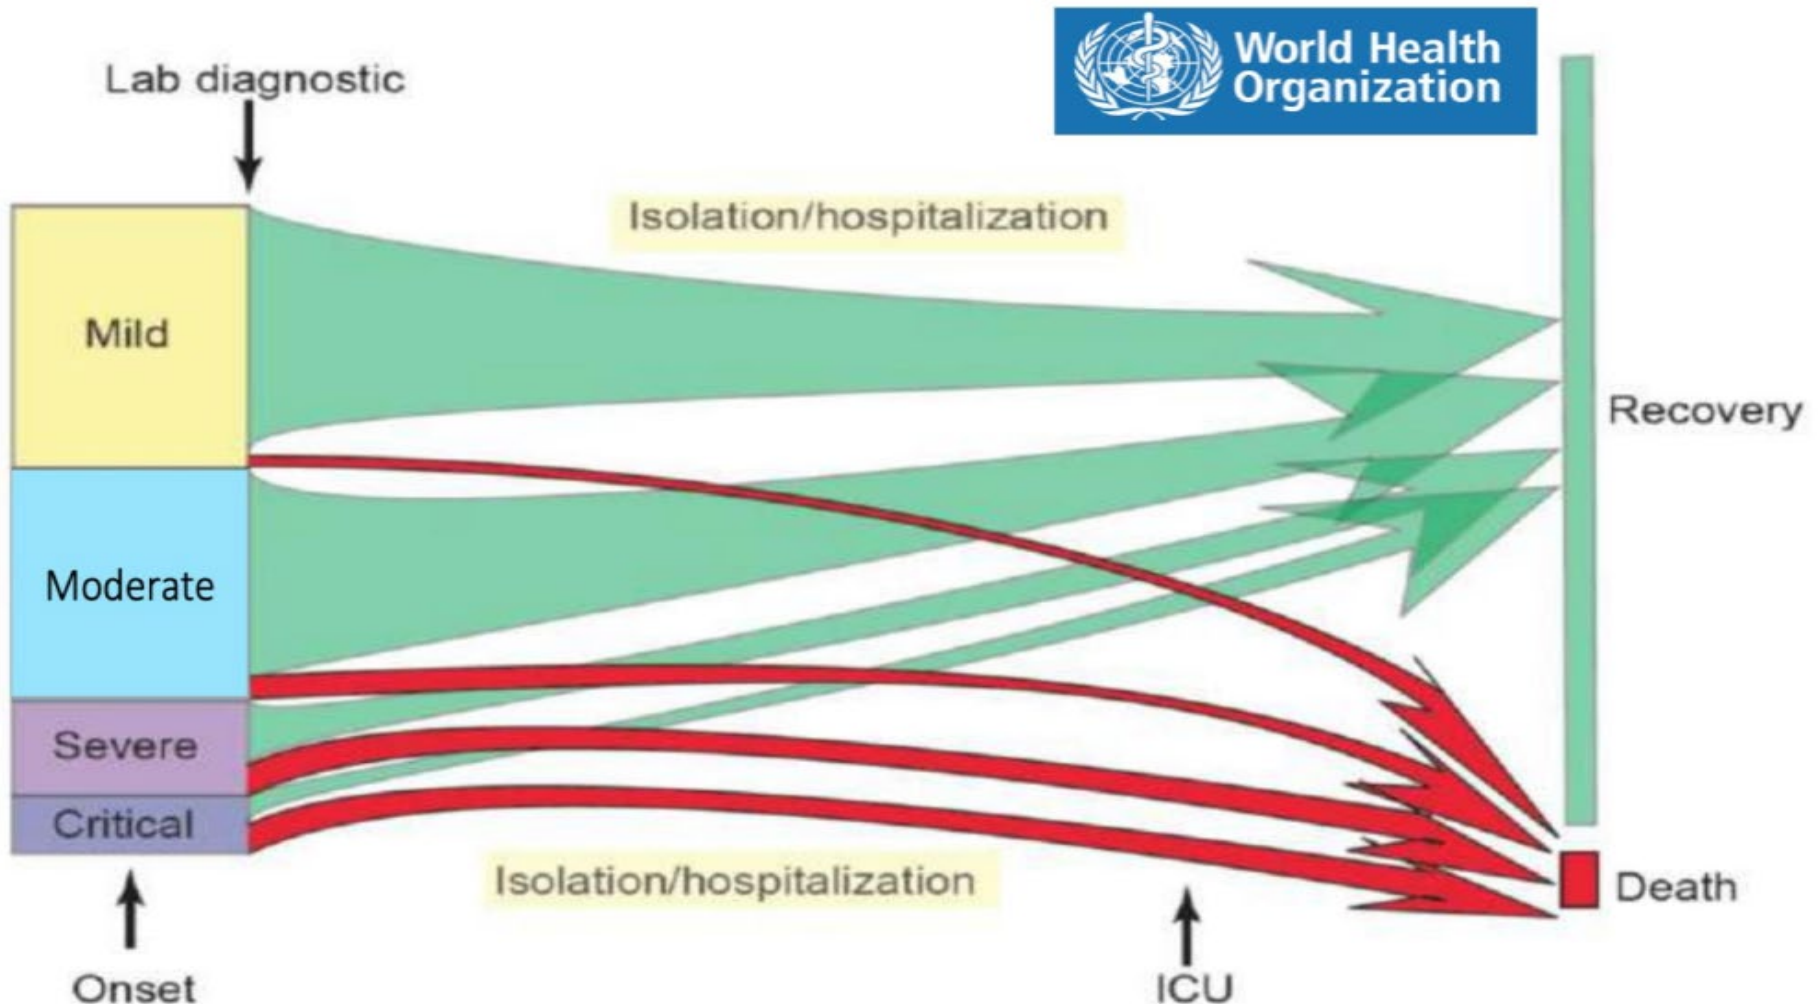 World Health
Organization
Lab diagnostic
Isolation/hospitalization
Mild
Recovery
Moderate
Severe
Critical
Isolation/hospitalization
Death
Onset
ICU